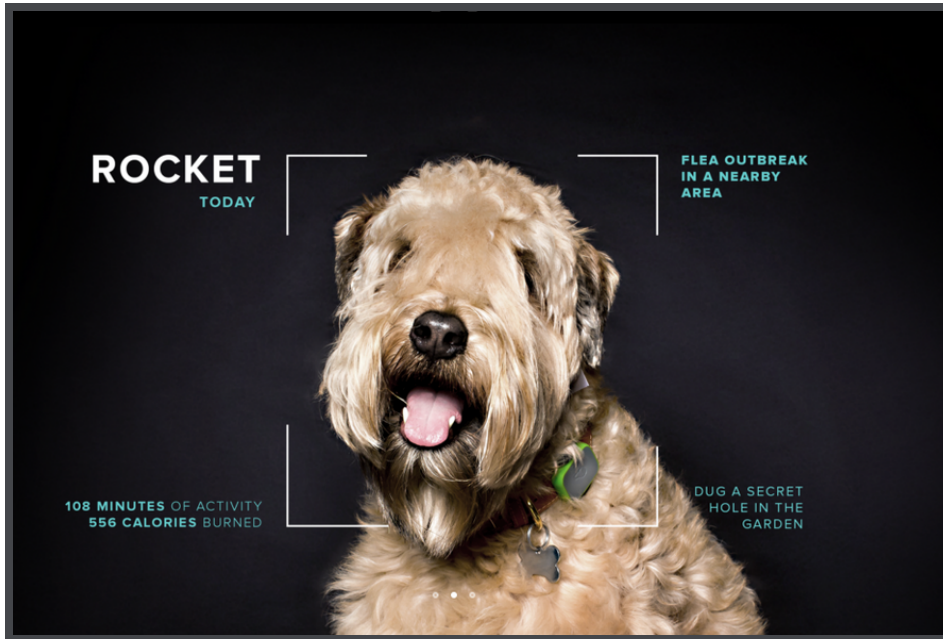 ROCKET
TODAY
FLEA OUTBREAK
IN A NEARBY
AREA
108 MINUTES OF ACTIVITY
556 CALORIES BURNED
DUG A SECRET
HOLE IN THE
GARDEN